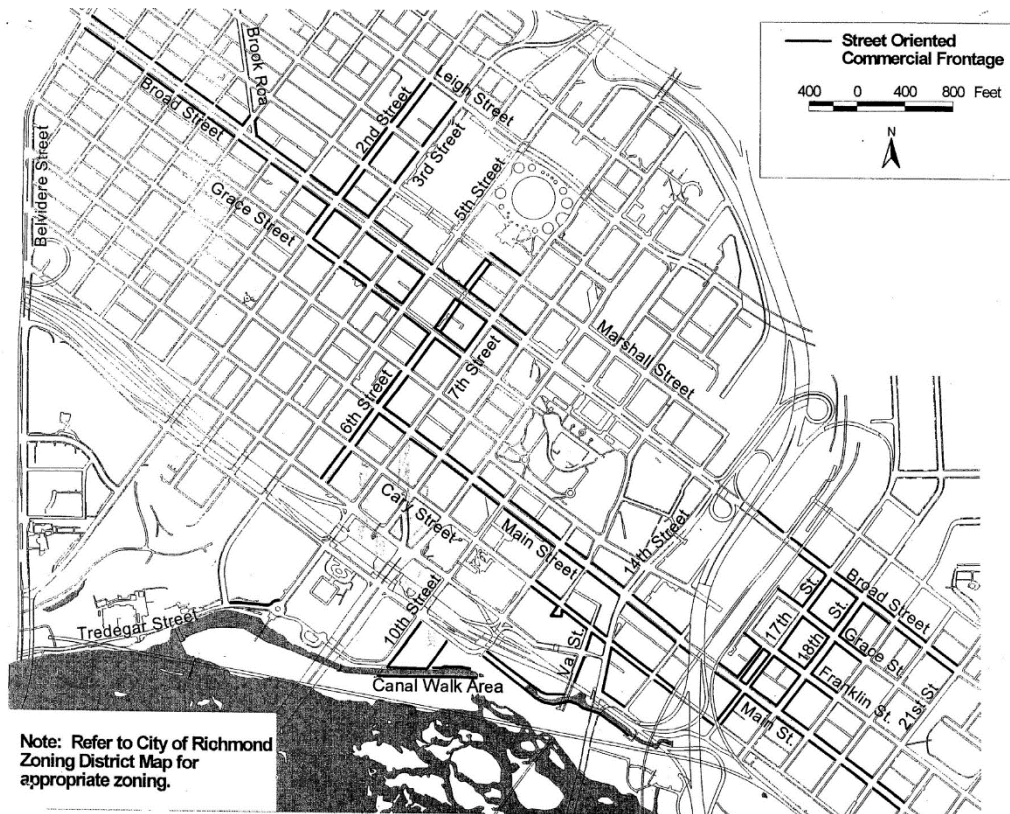 Street Oriented
Commercial Frontage
400 0 400 800 Feet
N
Brook Roa
Leigh Street
Broad Street
2nd Street
3rd Street
5th Street
Belvidere Street
Grace Street
Marshall Street
7th Street
6th Street
Cary Street
Main Street
14th Street
Broad Street
St.
17th
St.
18th
Grace St.
Franklin St.
21st St
10th Street
Va St.
Tredegar Street
Canal Walk Area
Main St.
Note: Refer to City of Richmond
Zoning District Map for
appropriate zoning.